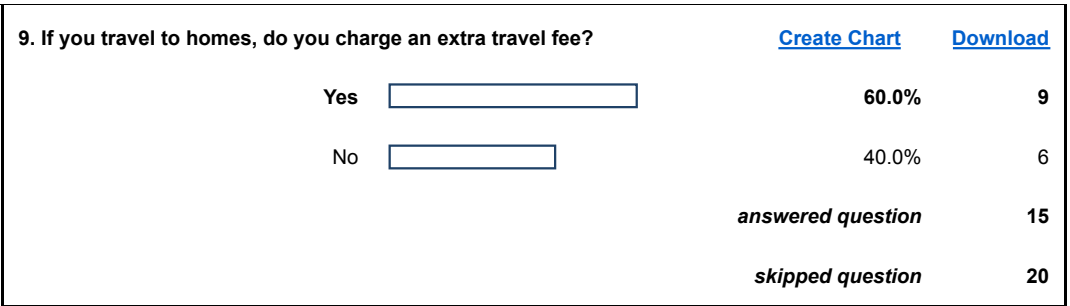 9. If you travel to homes, do you charge an extra travel fee? Create Chart Download
Yes 60.0% 9
No 40.0% 6
answered question 15
skipped question 20